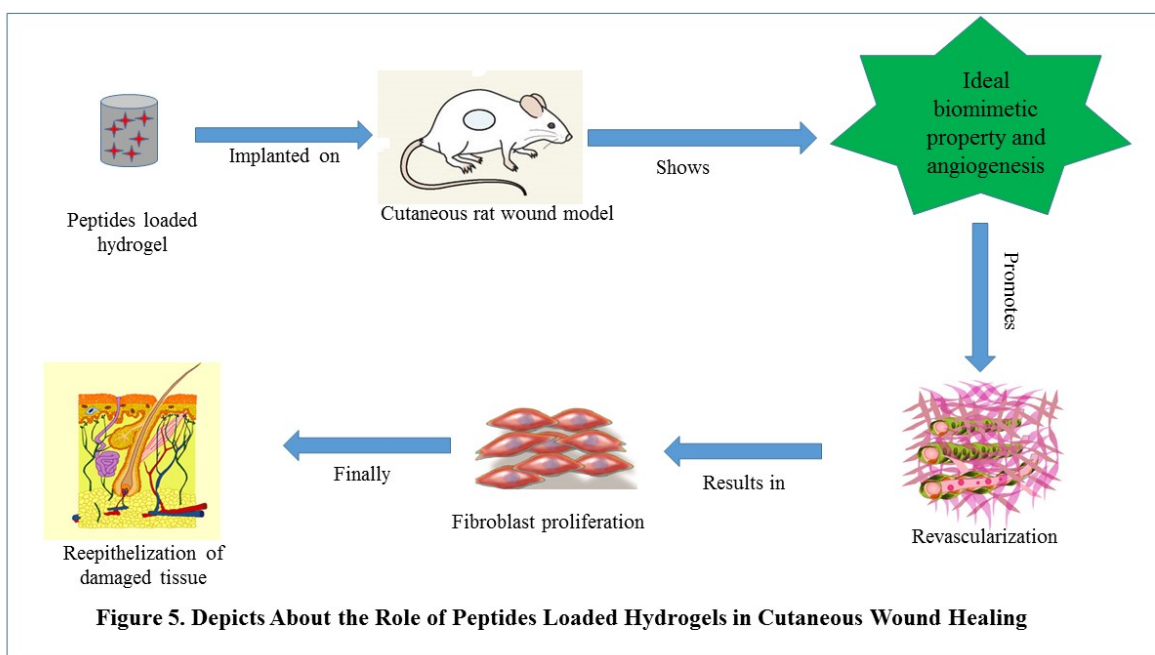 Peptides loaded
hydrogel
Implanted on
Cutaneous rat wound model
Shows
Ideal
biomimetic
property and
angiogenesis
Promotes
Revascularization
Results in
Fibroblast proliferation
Finally
Reepithelization of
damaged tissue
Figure 5. Depicts About the Role of Peptides Loaded Hydrogels in Cutaneous Wound Healing